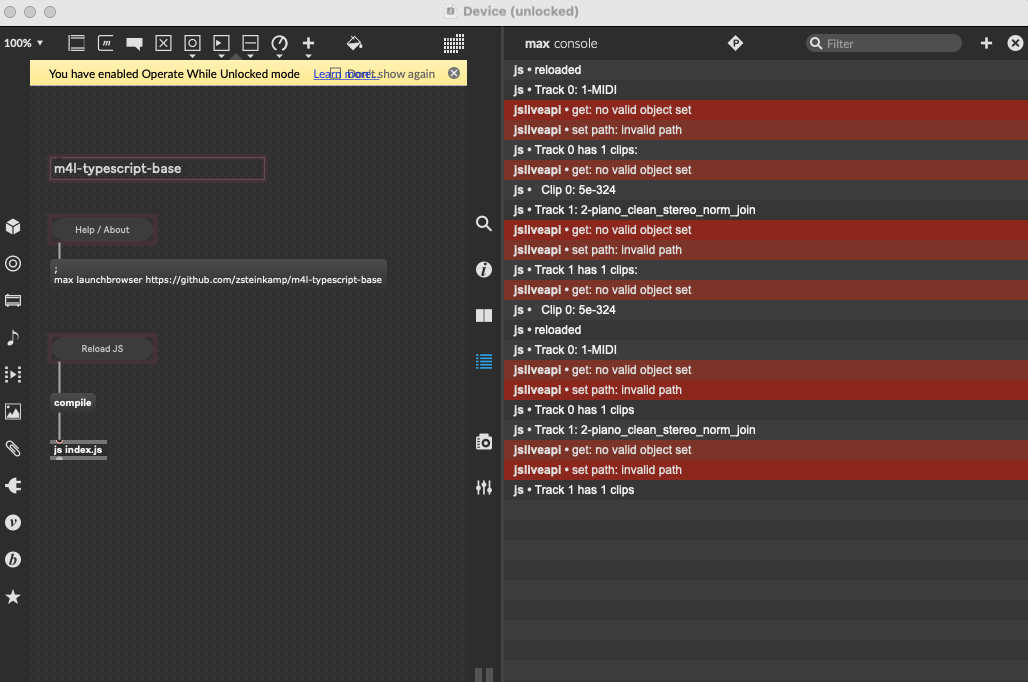 Device (unlocked)
100%
You have enabled Operate While Unlocked mode
show again
m4l-typescript-base
Help / About
;
max launchbrowser https://github.com/zsteinkamp/m4l-typescript-base
Reload JS
compile
js index.js
max console
Filter
js • reloaded
js • Track 0: 1-MIDI
jsliveapi • get: no valid object set
jsliveapi • set path: invalid path
js • Track 0 has 1 clips:
jsliveapi • get: no valid object set
js •   Clip 0: 5e-324
js • Track 1: 2-piano_clean_stereo_norm_join
jsliveapi • get: no valid object set
jsliveapi • set path: invalid path
js • Track 1 has 1 clips:
jsliveapi • get: no valid object set
js •   Clip 0: 5e-324
js • reloaded
js • Track 0: 1-MIDI
jsliveapi • get: no valid object set
jsliveapi • set path: invalid path
js • Track 0 has 1 clips
js • Track 1: 2-piano_clean_stereo_norm_join
jsliveapi • get: no valid object set
jsliveapi • set path: invalid path
js • Track 1 has 1 clips